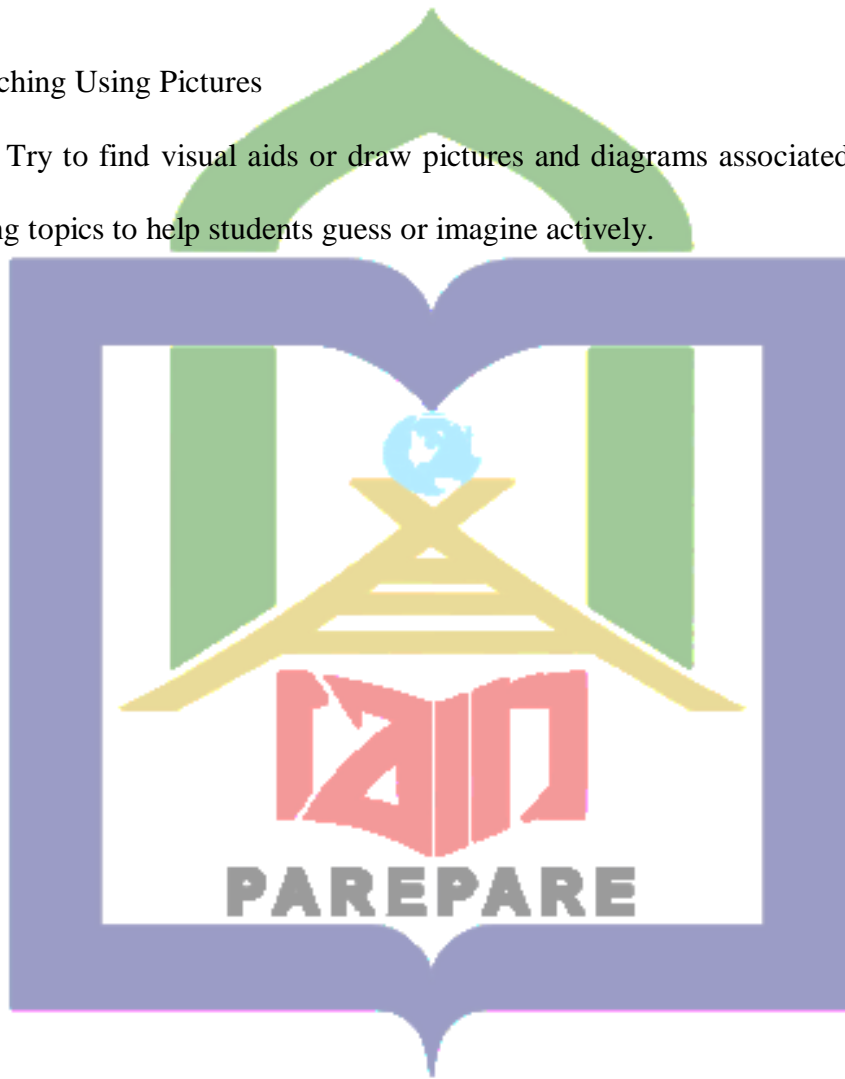 ching Using Pictures
Try to find visual aids or draw pictures and diagrams associated
ng topics to help students guess or imagine actively.
iain
PAREPARE